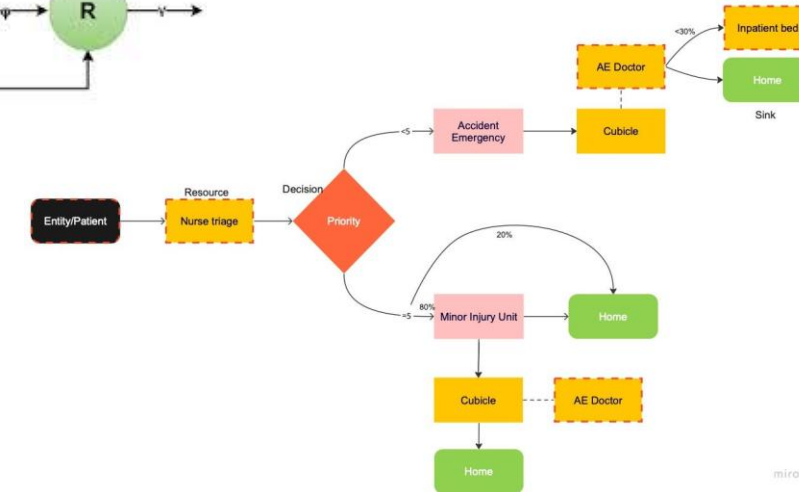 φ
R
γ
<30%
Inpatient bed
AE Doctor
Home
Sink
<5
Accident
Emergency
Cubicle
Resource
Decision
Entity/Patient
Nurse triage
Priority
20%
80%
=5
Minor Injury Unit
Home
Cubicle
AE Doctor
Home
miro